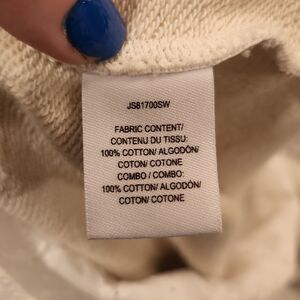 JS81700SW
FABRIC CONTENT/
CONTENU DU TISSU:
100% COTTON/ ALGODÓN/
COTON/ COTONE
COMBO / COMBO:
100% COTTON/ ALGODÓN/
COTON/ COTONE